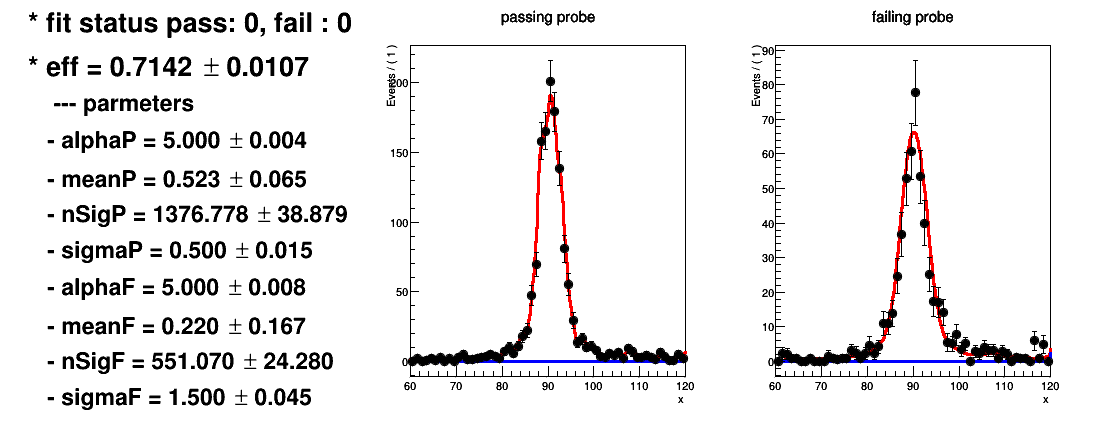 * fit status pass: 0, fail : 0
* eff = 0.7142 ± 0.0107
--- parmeters
- alphaP = 5.000 ± 0.004
- meanP = 0.523 ± 0.065
- nSigP = 1376.778 ± 38.879
- sigmaP = 0.500 ± 0.015
- alphaF = 5.000 ± 0.008
- meanF = 0.220 ± 0.167
- nSigF = 551.070 ± 24.280
- sigmaF = 1.500 ± 0.045
passing probe
Events / ( 1 )
200
150
100
50
0
60 70 80 90 100 110 120
x
failing probe
Events / ( 1 )
90
80
70
60
50
40
30
20
10
0
60 70 80 90 100 110 120
x